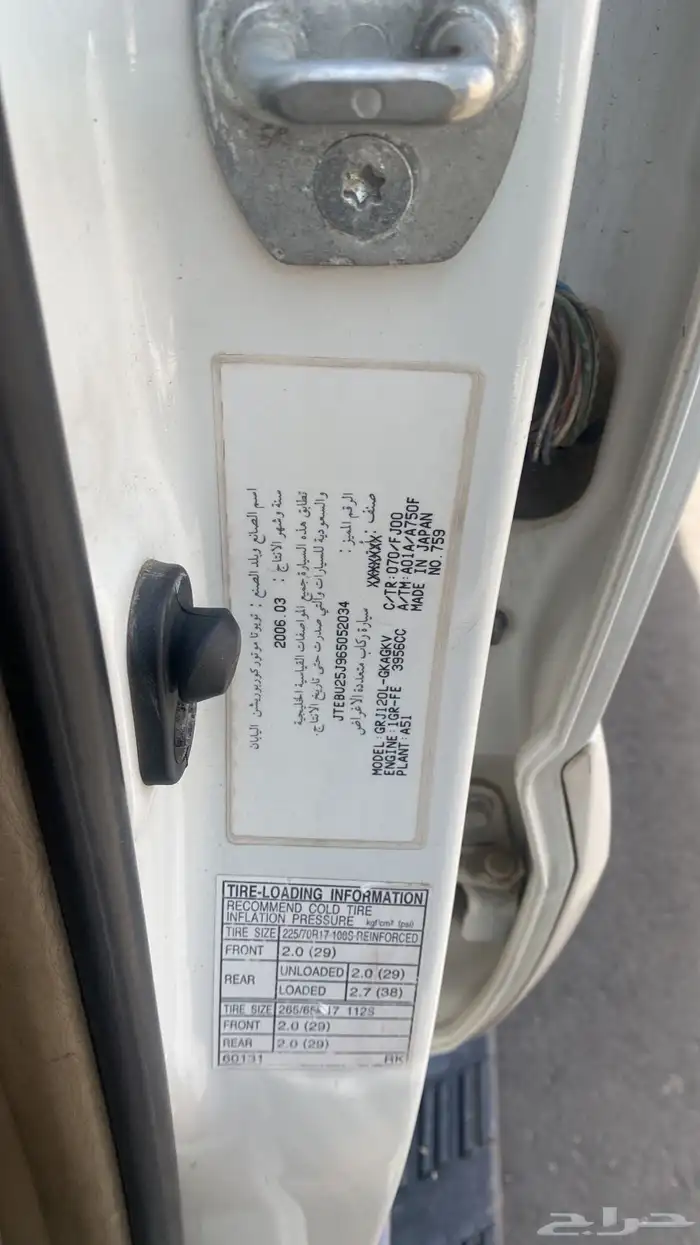 اسم الصانع وبلد الصنع : تويوتا موتور كوربوريشن اليابان
سنة وشهر الانتاج : 2006.03
تطابق هذه السيارة جميع المواصفات القياسية الخليجية
والسعودية للسيارات والتي صدرت حتى تاريخ الانتاج.
الرقم المميز : JTEBU25J965052034
صنف : سيارة ركاب متعددة الاغراض
MODEL:GRJ120L-GKAGKV
ENGINE:1GR-FE 3956CC C/TR:070/FJ00
PLANT:A51 A/TM:A01A/A750F
MADE IN JAPAN
NO.759
TIRE-LOADING INFORMATION
RECOMMEND COLD TIRE
INFLATION PRESSURE kgf/cm² (psi)
TIRE SIZE 225/70R17-108S-REINFORCED
FRONT 2.0 (29)
REAR UNLOADED 2.0 (29)
LOADED 2.7 (38)
TIRE SIZE 265/65R17 112S
FRONT 2.0 (29)
REAR 2.0 (29)
60131 RK
حراج